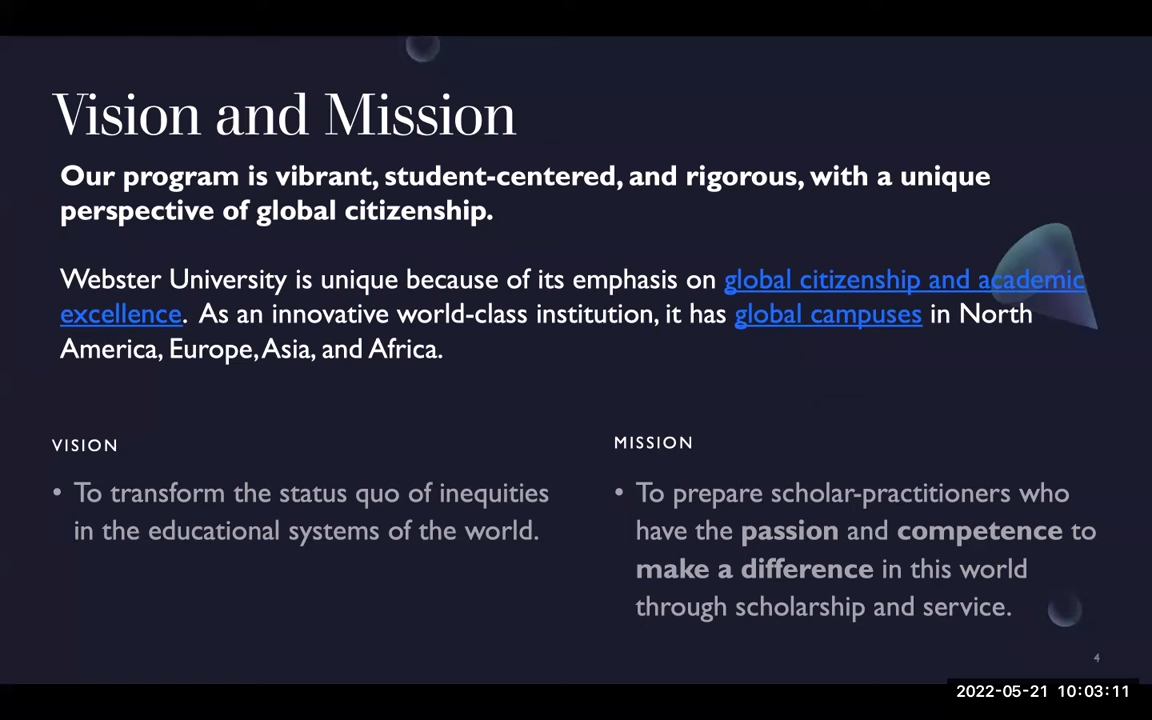 Vision and Mission
Our program is vibrant, student-centered, and rigorous, with a unique
perspective of global citizenship.
Webster University is unique because of its emphasis on global citizenship and academic
excellence. As an innovative world-class institution, it has global campuses in North
America, Europe, Asia, and Africa.
VISION
• To transform the status quo of inequities
in the educational systems of the world.
MISSION
• To prepare scholar-practitioners who
have the passion and competence to
make a difference in this world
through scholarship and service.
4
2022-05-21 10:03:11